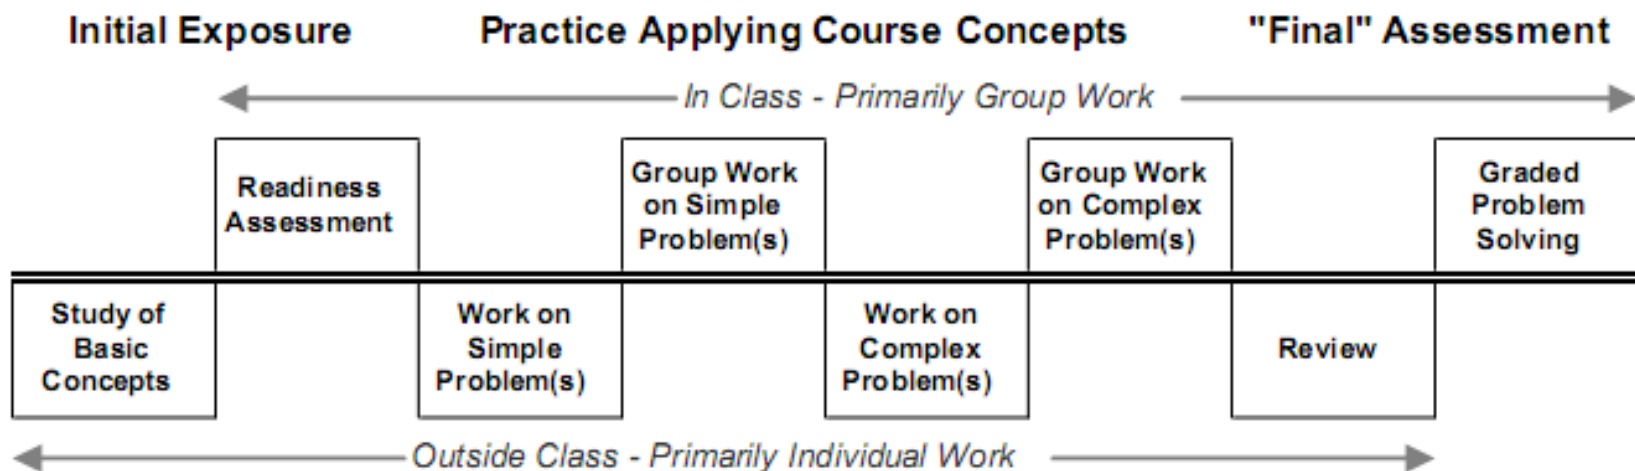 Initial Exposure
Practice Applying Course Concepts
"Final" Assessment
In Class - Primarily Group Work
Readiness
Assessment
Group Work
on Simple
Problem(s)
Group Work
on Complex
Problem(s)
Graded
Problem
Solving
Study of
Basic
Concepts
Work on
Simple
Problem(s)
Work on
Complex
Problem(s)
Review
Outside Class - Primarily Individual Work